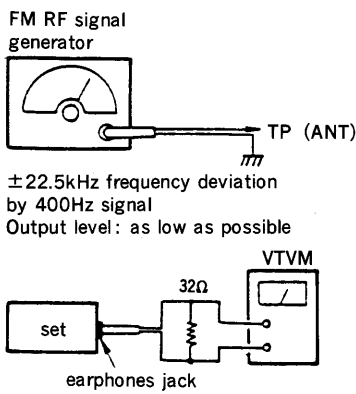 FM RF signal
generator
TP (ANT)
±22.5kHz frequency deviation
by 400Hz signal
Output level: as low as possible
VTVM
32Ω
set
earphones jack